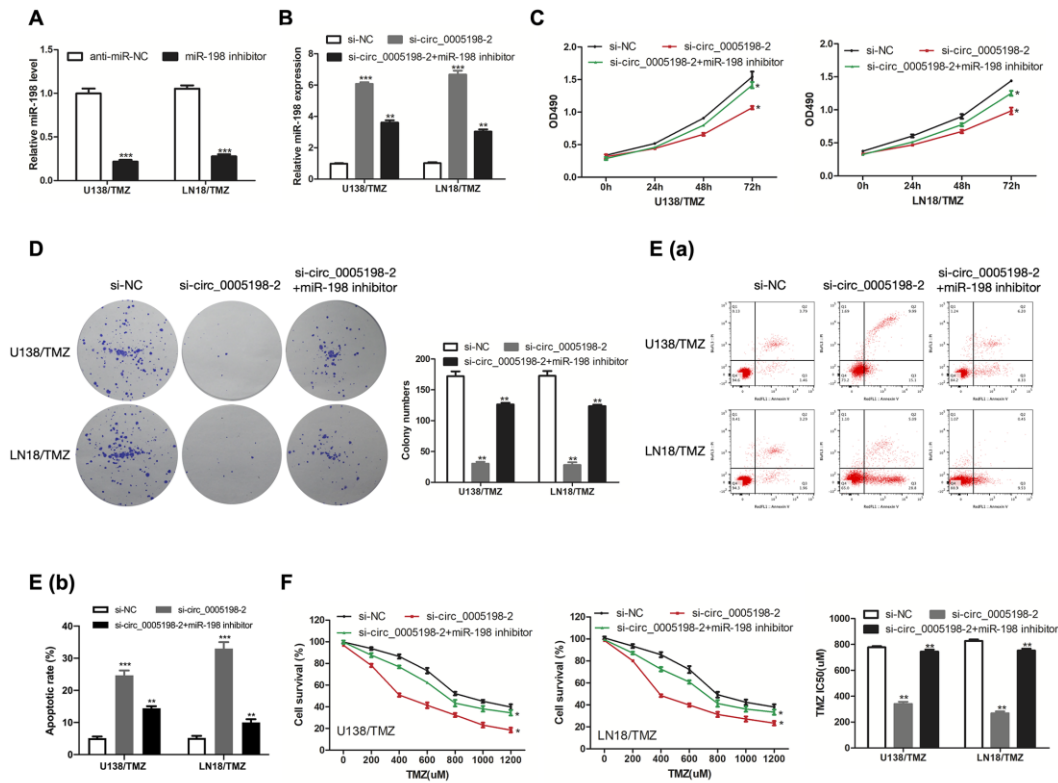 A
anti-miR-NC miR-198 inhibitor
Relative miR-198 level
1.5
1.0
0.5
0.0
*** ***
U138/TMZ LN18/TMZ
B
si-NC si-circ_0005198-2
si-circ_0005198-2+miR-198 inhibitor
Relative miR-198 expression
8
6
4
2
0
*** ** *** **
U138/TMZ LN18/TMZ
C
si-NC si-circ_0005198-2
si-circ_0005198-2+miR-198 inhibitor
OD490
2.0
1.5
1.0
0.5
0.0
*
*
0h 24h 48h 72h
U138/TMZ
si-NC si-circ_0005198-2
si-circ_0005198-2+miR-198 inhibitor
OD490
2.0
1.5
1.0
0.5
0.0
*
*
0h 24h 48h 72h
LN18/TMZ
D
si-NC si-circ_0005198-2 si-circ_0005198-2
+miR-198 inhibitor
U138/TMZ
LN18/TMZ
si-NC
si-circ_0005198-2
si-circ_0005198-2+miR-198 inhibitor
Colony numbers
200
150
100
50
0
** ** ** **
U138/TMZ LN18/TMZ
E (a)
si-NC si-circ_0005198-2 si-circ_0005198-2
+miR-198 inhibitor
U138/TMZ
LN18/TMZ
E (b)
si-NC si-circ_0005198-2
si-circ_0005198-2+miR-198 inhibitor
Apoptotic rate (%)
40
30
20
10
0
*** ** *** **
U138/TMZ LN18/TMZ
F
si-NC si-circ_0005198-2
si-circ_0005198-2+miR-198 inhibitor
Cell survival (%)
120
100
80
60
40
20
0
*
*
U138/TMZ
0 200 400 600 800 1000 1200
TMZ(uM)
si-NC si-circ_0005198-2
si-circ_0005198-2+miR-198 inhibitor
Cell survival (%)
120
100
80
60
40
20
0
*
*
LN18/TMZ
0 200 400 600 800 1000 1200
TMZ(uM)
si-NC si-circ_0005198-2
si-circ_0005198-2+miR-198 inhibitor
TMZ IC50(uM)
1000
800
600
400
200
0
** ** ** **
U138/TMZ LN18/TMZ